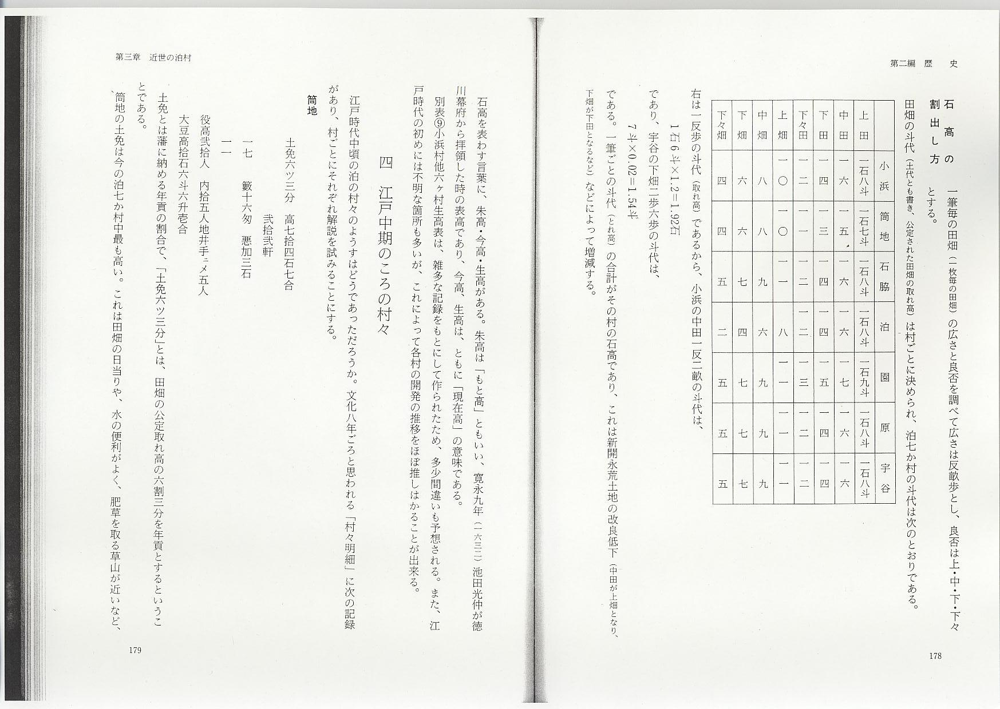 第二編　歴　　史
石高の
割出し方
一筆毎の田畑（一枚毎の田畑）の広さと良否を調べて広さは反畝歩とし、良否は上・中・下・下々
とする。
田畑の斗代（土代とも書き、公定された田畑の取れ高）は村ごとに決められ、泊七か村の斗代は次のとおりである。
小浜　筒地　石脇　泊　園　原　宇谷
上田　一石八斗　一石七斗　一石八斗　一石八斗　一石九斗　一石八斗　一石八斗
中田　一六　一五　一六　一六　一七　一六　一六
下田　一四　一三　一四　一四　一五　一四　一四
下々田　一二　一一　一二　一二　一三　一二　一二
上畑　一〇　一〇　一一　八　一一　一一　一一
中畑　八　八　九　六　九　九　九
下畑　六　六　七　四　七　七　七
下々畑　四　四　五　二　五　五　五
右は一反歩の斗代（取れ高）であるから、小浜の中田一反二畝の斗代は、
1石6斗×1.2＝1.92石
であり、宇谷の下畑二歩六歩の斗代は、
7斗×0.02＝1.54斗
である。一筆ごとの斗代（とれ高）の合計がその村の石高であり、これは新開永荒土地の改良低下（中田が上畑となり、
下畑が下田となるなど）などによって増減する。
178
第三章　近世の泊村
石高を表わす言葉に、朱高・今高・生高がある。朱高は「もと高」ともいい、寛永九年（一六三二）池田光仲が徳
川幕府から拝領した時の表高であり、今高、生高は、ともに「現在高」の意味である。
別表⑨小浜村他六ヶ村生高表は、雑多な記録をもとにして作られたため、多少間違いも予想される。また、江
戸時代の初めには不明な箇所も多いが、これによって各村の開発の推移をほぼ推しはかることが出来る。
四　江戸中期のころの村々
江戸時代中頃の泊の村々のようすはどうであっただろうか。文化八年ごろと思われる「村々明細」に次の記録
があり、村ごとにそれぞれ解説を試みることにする。
筒地
土免六ツ三分　高七拾四石七合
弐拾弐軒
一七　籔十六匁　悪加三石
一一
役高弐拾人　内拾五人地井手ニメ五人
大豆高拾石六斗六升壱合
土免とは藩に納める年貢の割合で、「土免六ツ三分」とは、田畑の公定取れ高の六割三分を年貢とするというこ
とである。
筒地の土免は今の泊七か村中最も高い。これは田畑の日当りや、水の便利がよく、肥草を取る草山が近いなど、
179